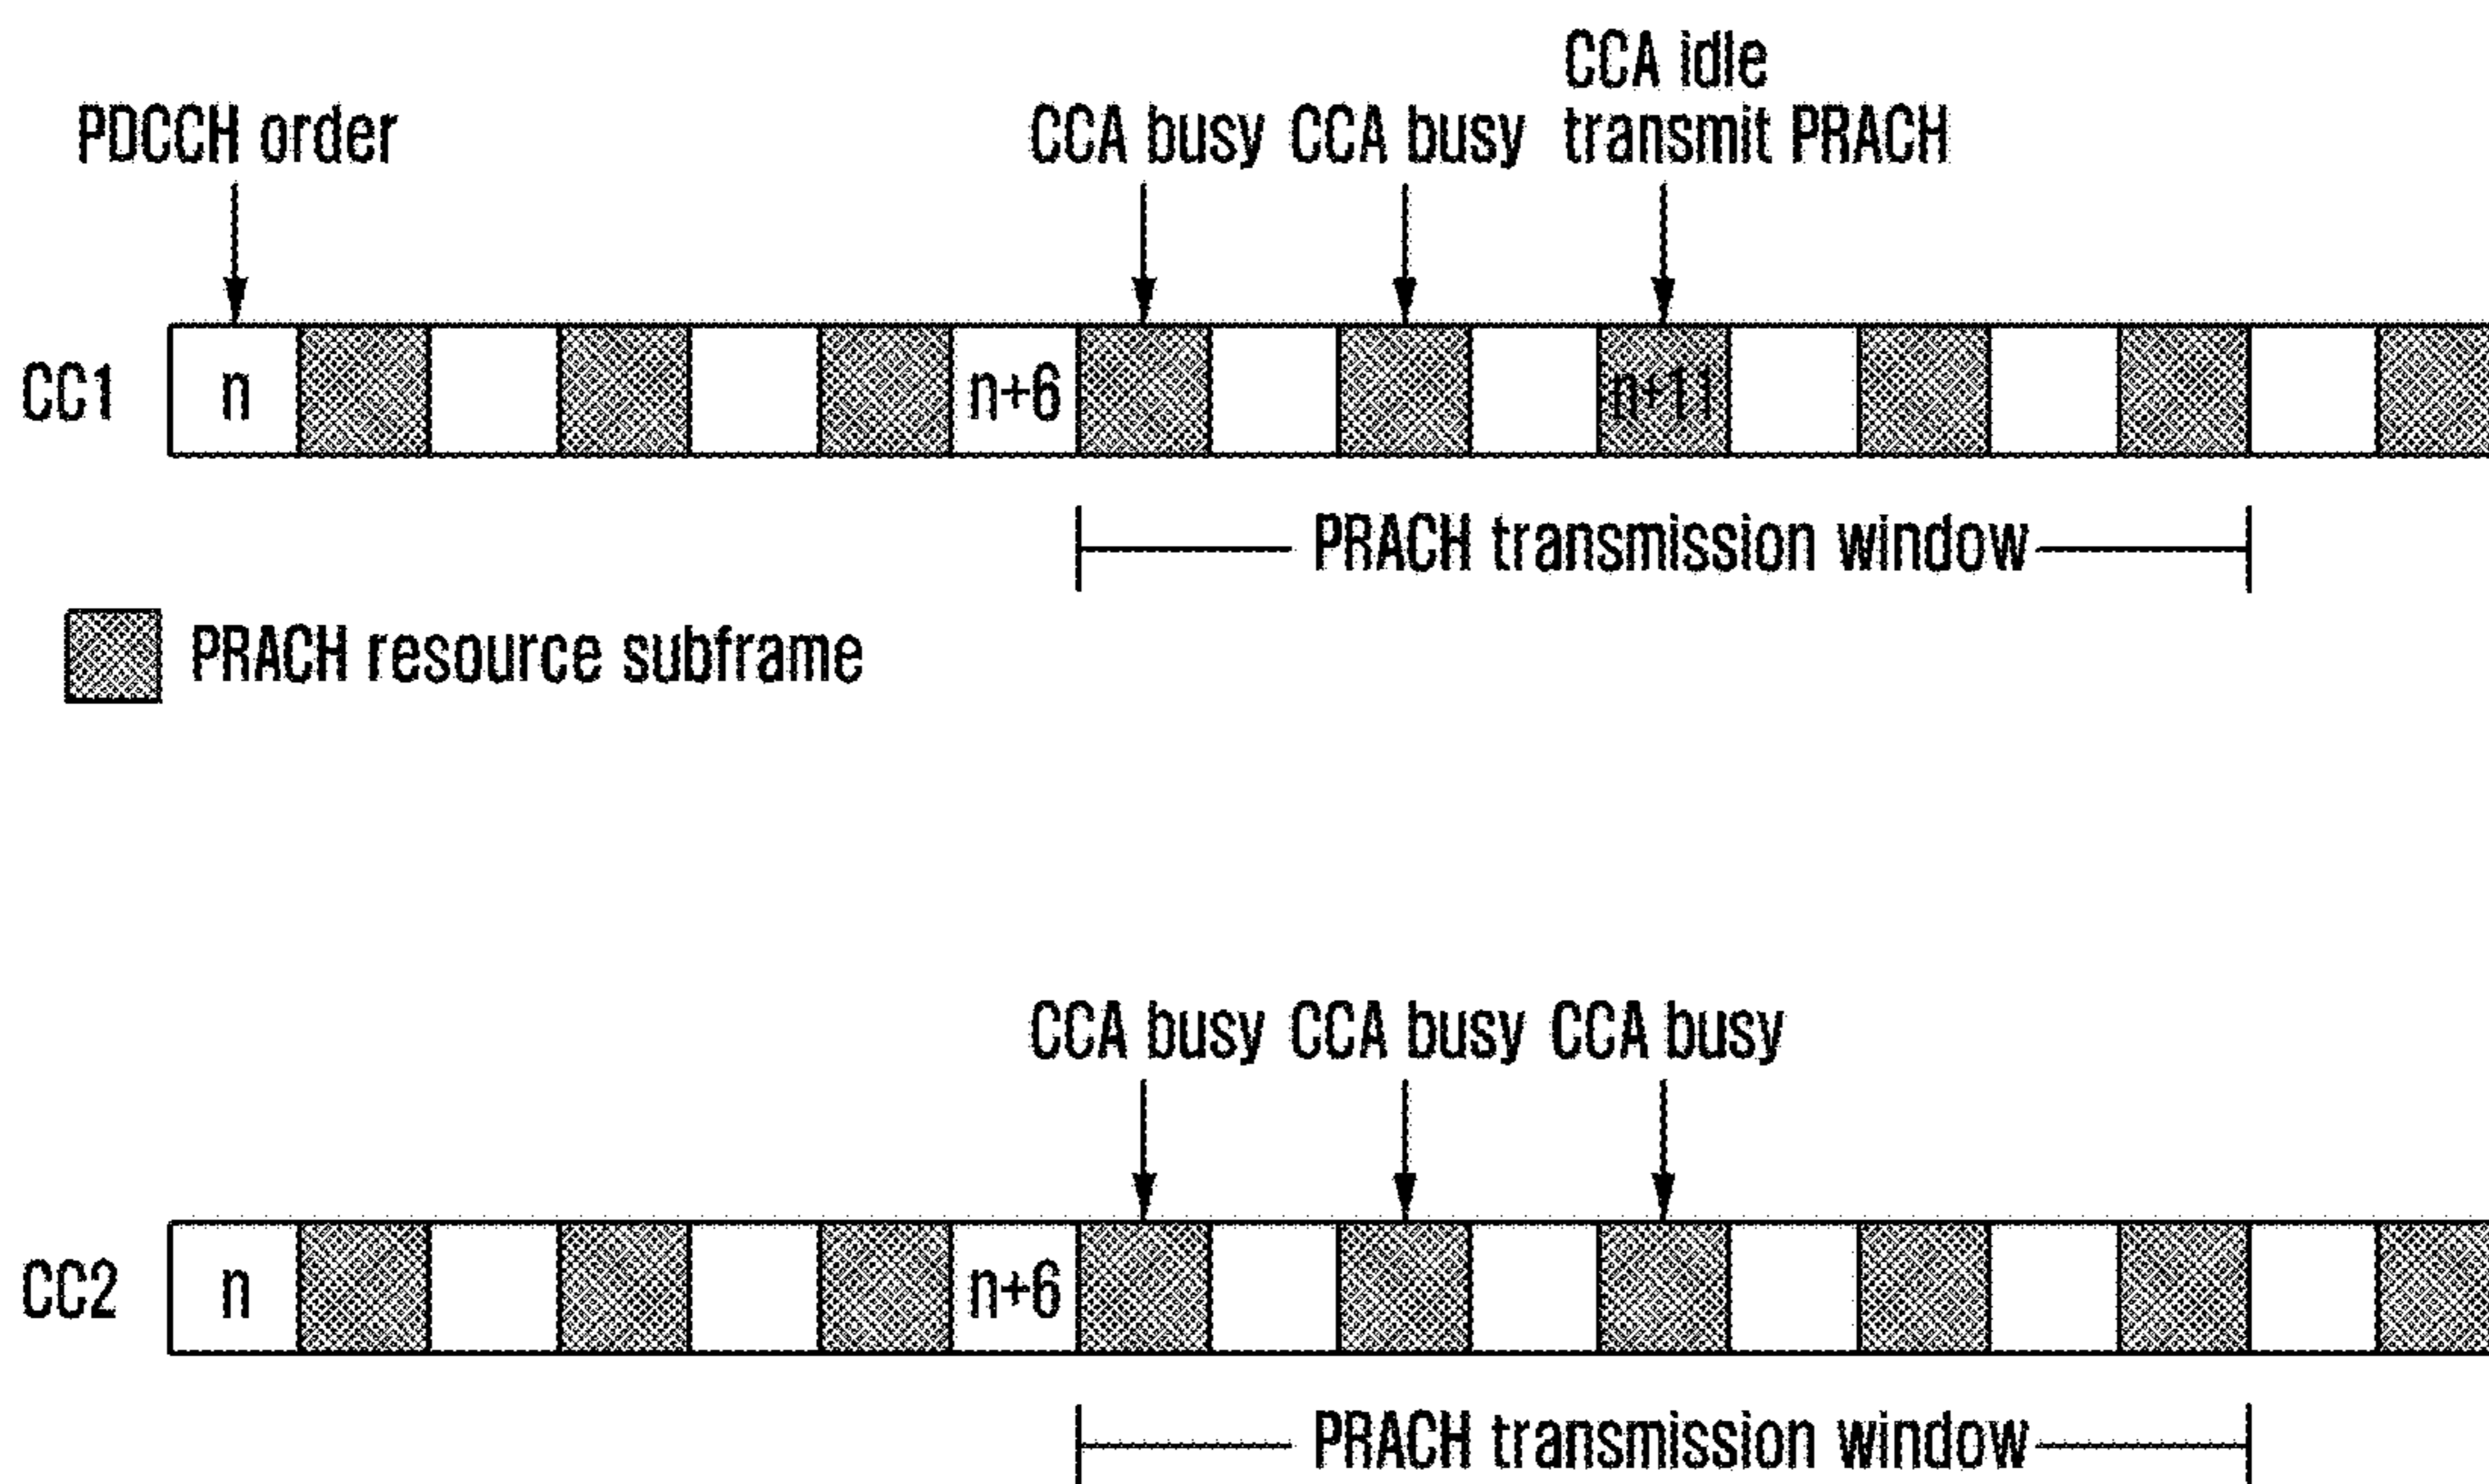 CCA idle
PDCCH order CCA busy CCA busy transmit PRACH
CC1 n n+6 n+11
PRACH transmission window
PRACH resource subframe
CCA busy CCA busy CCA busy
CC2 n n+6
PRACH transmission window